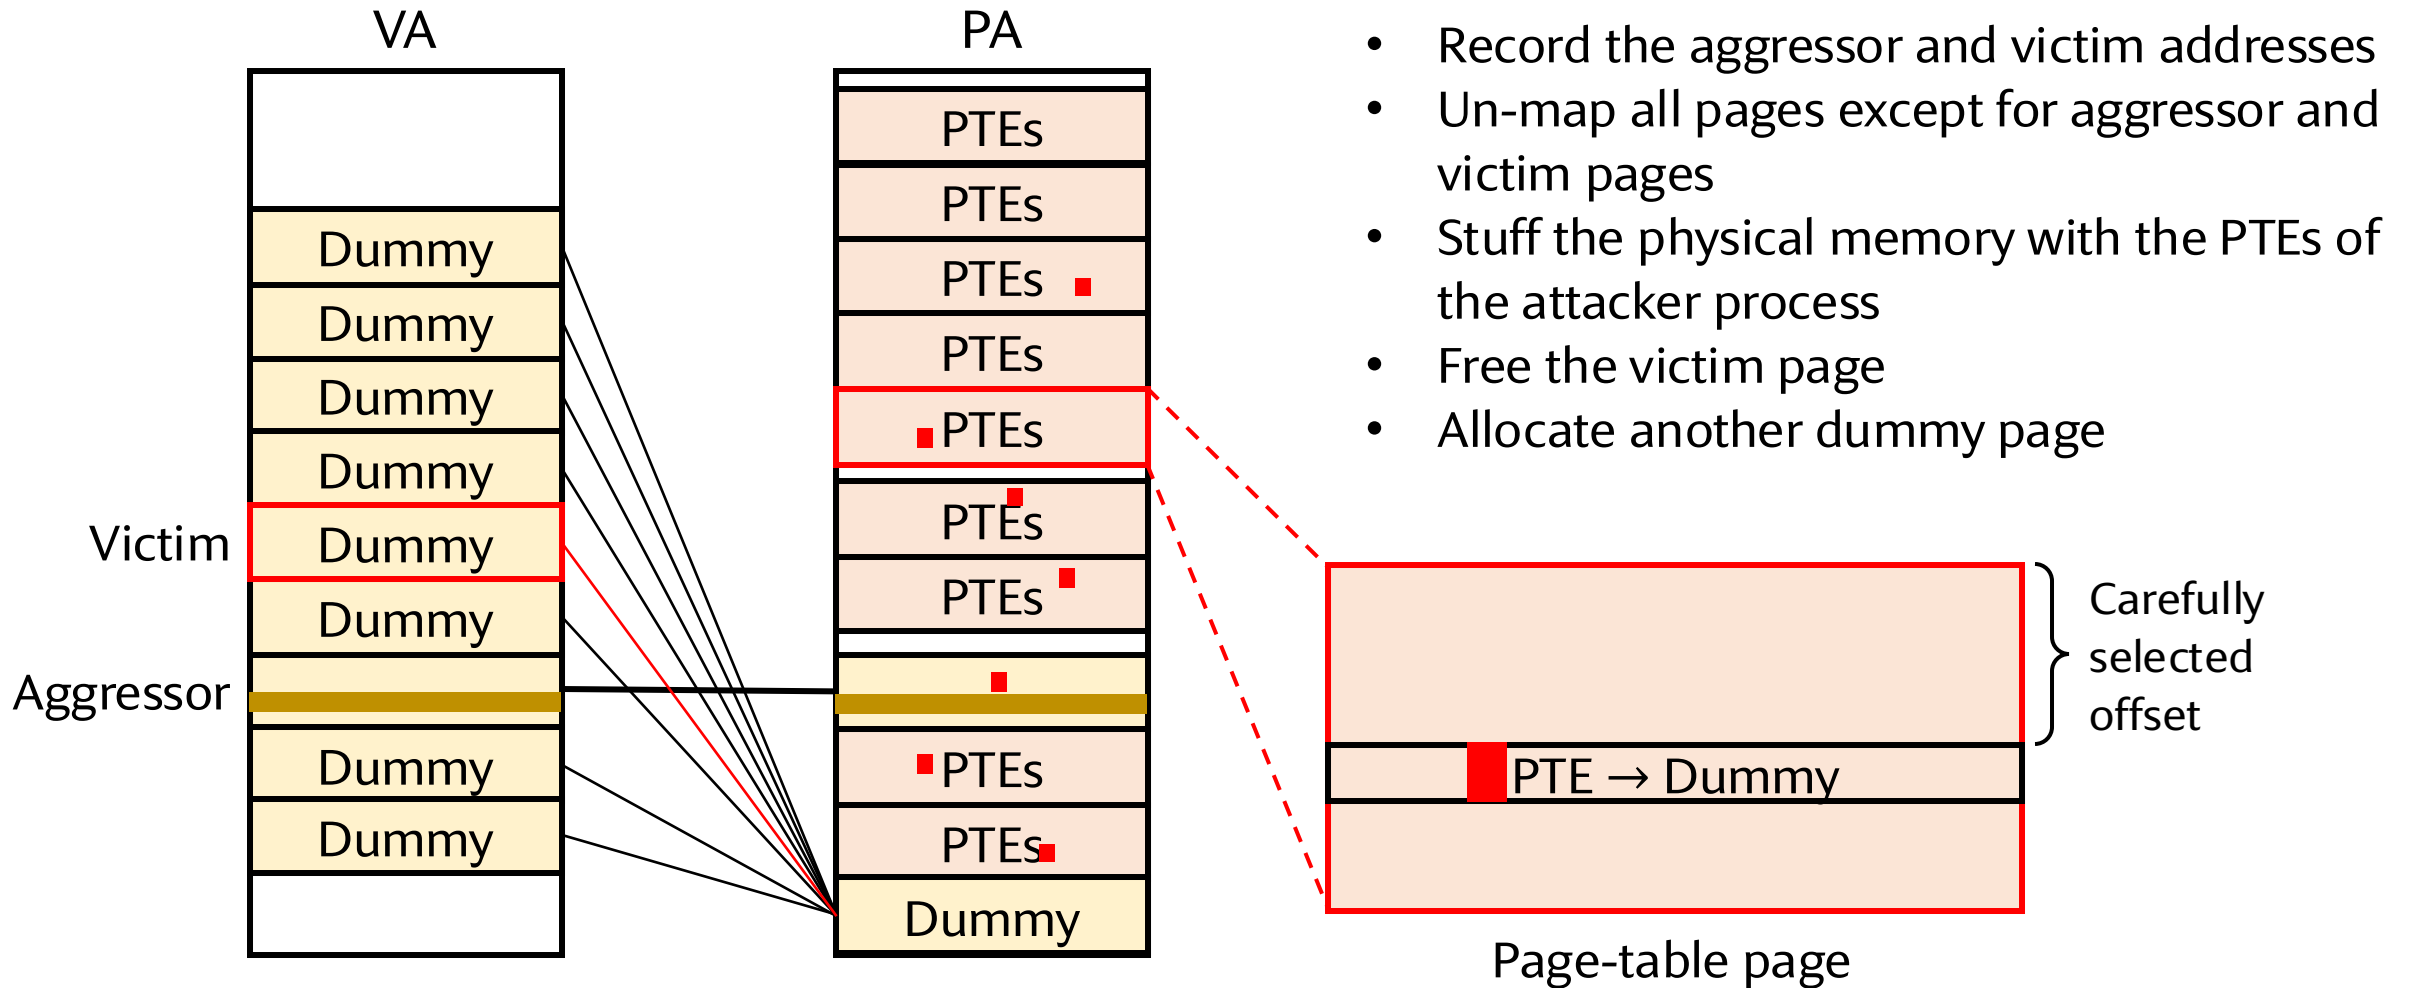 VA
PA
Dummy
Dummy
Dummy
Dummy
Victim
Dummy
Dummy
Aggressor
Dummy
Dummy
PTEs
PTEs
PTEs
PTEs
PTEs
PTEs
PTEs
PTEs
PTEs
Dummy
• Record the aggressor and victim addresses
• Un-map all pages except for aggressor and
victim pages
• Stuff the physical memory with the PTEs of
the attacker process
• Free the victim page
• Allocate another dummy page
Carefully
selected
offset
PTE → Dummy
Page-table page